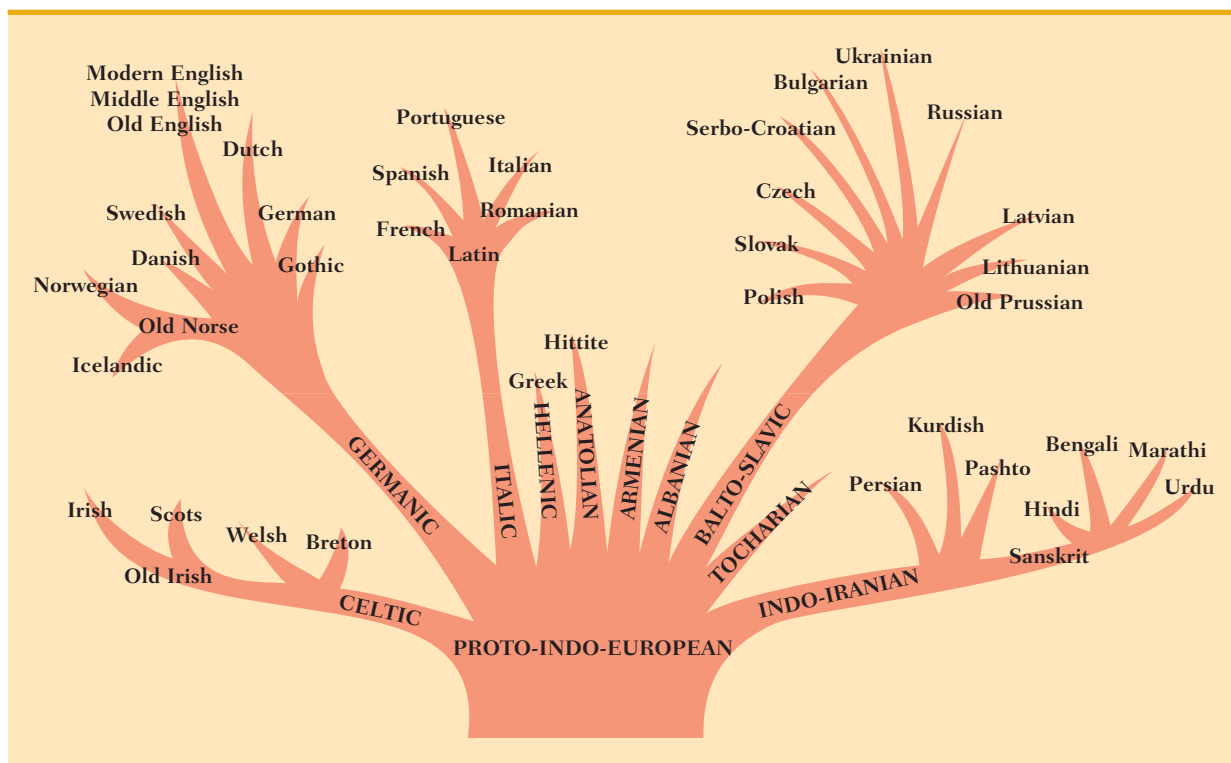 Modern English
Middle English
Old English
Dutch
Swedish
German
Danish
Gothic
Norwegian
Old Norse
Icelandic
GERMANIC
Portuguese
Spanish
Italian
French
Romanian
Latin
ITALIC
Greek
HELLENIC
Hittite
ANATOLIAN
ARMENIAN
ALBANIAN
Ukrainian
Bulgarian
Russian
Serbo-Croatian
Czech
Slovak
Polish
Latvian
Lithuanian
Old Prussian
BALTO-SLAVIC
TOCHARIAN
Irish
Scots
Welsh
Breton
Old Irish
CELTIC
Kurdish
Persian
Pashto
Bengali
Marathi
Hindi
Urdu
Sanskrit
INDO-IRANIAN
PROTO-INDO-EUROPEAN